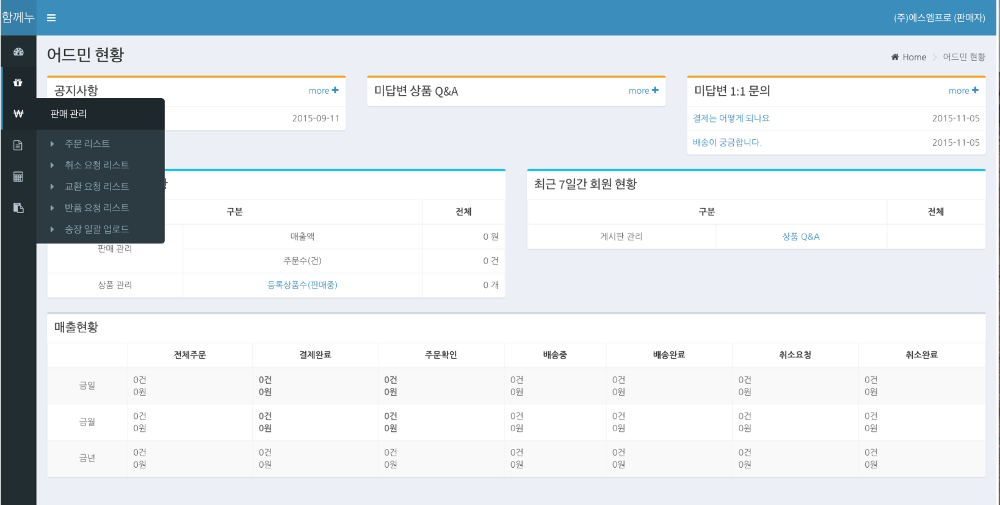 함께누
(주)에스엠프로 (판매자)
어드민 현황
Home > 어드민 현황
공지사항 more
2015-09-11
미답변 상품 Q&A more
미답변 1:1 문의 more
결제는 어떻게 되나요 2015-11-05
배송이 궁금합니다. 2015-11-05
₩ 판매 관리
주문 리스트
취소 요청 리스트
교환 요청 리스트
반품 요청 리스트
송장 일괄 업로드
구분 전체
판매 관리 매출액 0 원
주문수(건) 0 건
상품 관리 등록상품수(판매중) 0 개
최근 7일간 회원 현황
구분 전체
게시판 관리 상품 Q&A
매출현황
전체주문 결제완료 주문확인 배송중 배송완료 취소요청 취소완료
금일 0건 0건 0건 0건 0건 0건 0건
0원 0원 0원 0원 0원 0원 0원
금월 0건 0건 0건 0건 0건 0건 0건
0원 0원 0원 0원 0원 0원 0원
금년 0건 0건 0건 0건 0건 0건 0건
0원 0원 0원 0원 0원 0원 0원